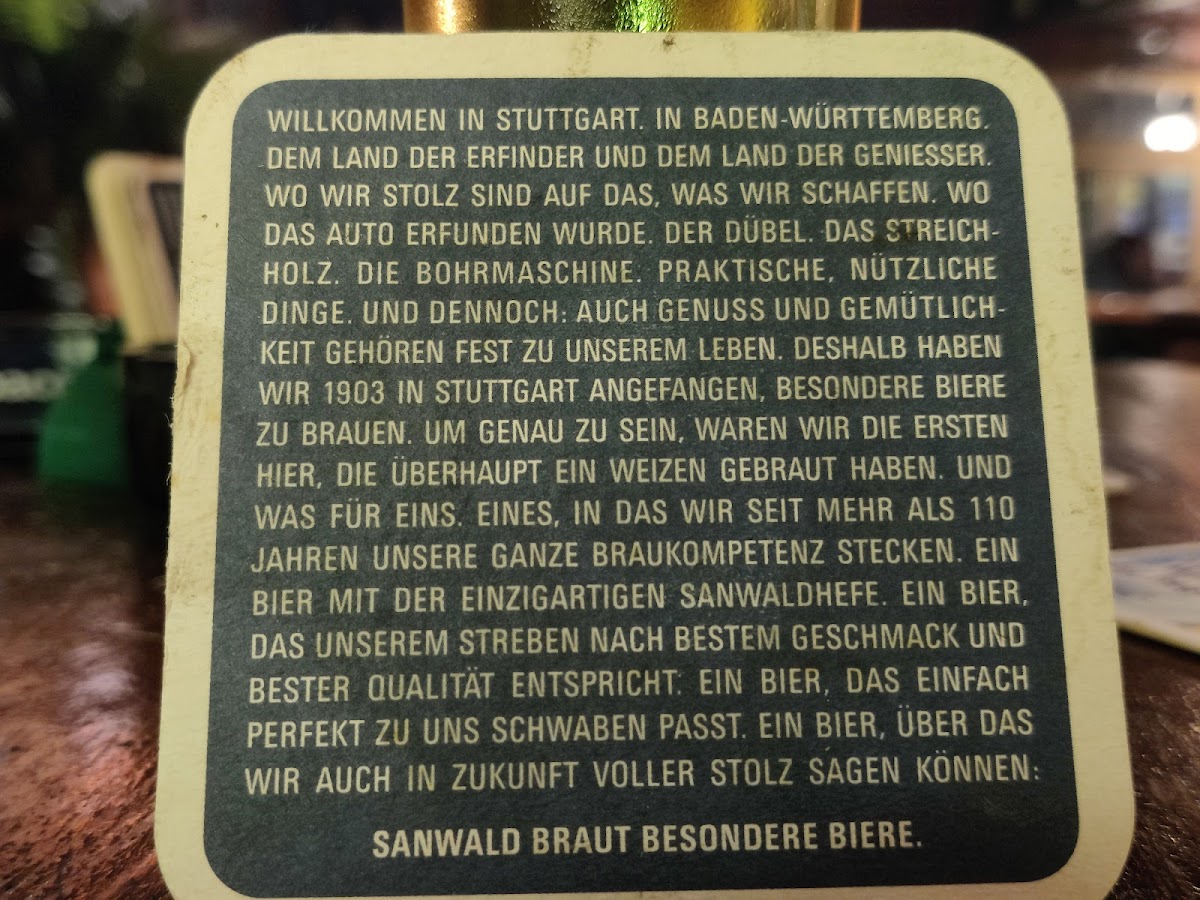 WILLKOMMEN IN STUTTGART. IN BADEN-WÜRTTEMBERG.
DEM LAND DER ERFINDER UND DEM LAND DER GENIESSER.
WO WIR STOLZ SIND AUF DAS, WAS WIR SCHAFFEN. WO
DAS AUTO ERFUNDEN WURDE. DER DÜBEL. DAS STREICH-
HOLZ. DIE BOHRMASCHINE. PRAKTISCHE, NÜTZLICHE
DINGE. UND DENNOCH: AUCH GENUSS UND GEMÜTLICH-
KEIT GEHÖREN FEST ZU UNSEREM LEBEN. DESHALB HABEN
WIR 1903 IN STUTTGART ANGEFANGEN, BESONDERE BIERE
ZU BRAUEN. UM GENAU ZU SEIN, WAREN WIR DIE ERSTEN
HIER, DIE ÜBERHAUPT EIN WEIZEN GEBRAUT HABEN. UND
WAS FÜR EINS. EINES, IN DAS WIR SEIT MEHR ALS 110
JAHREN UNSERE GANZE BRAUKOMPETENZ STECKEN. EIN
BIER MIT DER EINZIGARTIGEN SANWALDHEFE. EIN BIER,
DAS UNSEREM STREBEN NACH BESTEM GESCHMACK UND
BESTER QUALITÄT ENTSPRICHT. EIN BIER, DAS EINFACH
PERFEKT ZU UNS SCHWABEN PASST. EIN BIER, ÜBER DAS
WIR AUCH IN ZUKUNFT VOLLER STOLZ SAGEN KÖNNEN:
SANWALD BRAUT BESONDERE BIERE.